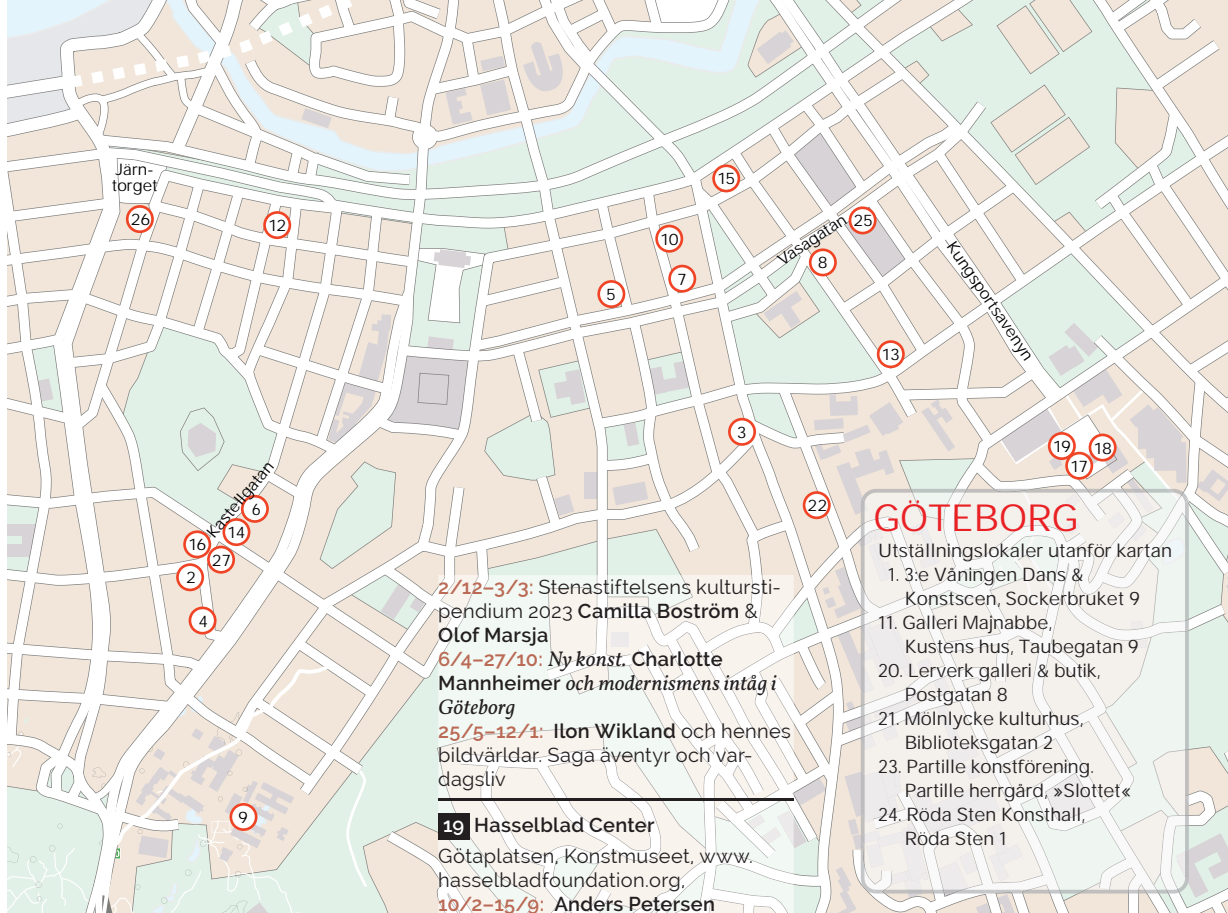 Järn-
torget
26
12
15
25
10
Vasagatan
8
7
5
Kungsportsavenyn
13
3
19
18
17
Kastellgatan
6
22
14
16
27
2
4
9
2/12–3/3: Stenastiftelsens kultursti-
pendium 2023 Camilla Boström &
Olof Marsja
6/4–27/10: Ny konst. Charlotte
Mannheimer och modernismens intåg i
Göteborg
25/5–12/1: Ilon Wikland och hennes
bildvärldar. Saga äventyr och var-
dagsliv
19 Hasselblad Center
Götaplatsen, Konstmuseet, www.
hasselbladfoundation.org,
10/2–15/9: Anders Petersen
GÖTEBORG
Utställningslokaler utanför kartan
1. 3:e Våningen Dans &
Konstscen, Sockerbruket 9
11. Galleri Majnabbe,
Kustens hus, Taubegatan 9
20. Lerverk galleri & butik,
Postgatan 8
21. Mölnlycke kulturhus,
Biblioteksgatan 2
23. Partille konstförening.
Partille herrgård, »Slottet«
24. Röda Sten Konsthall,
Röda Sten 1